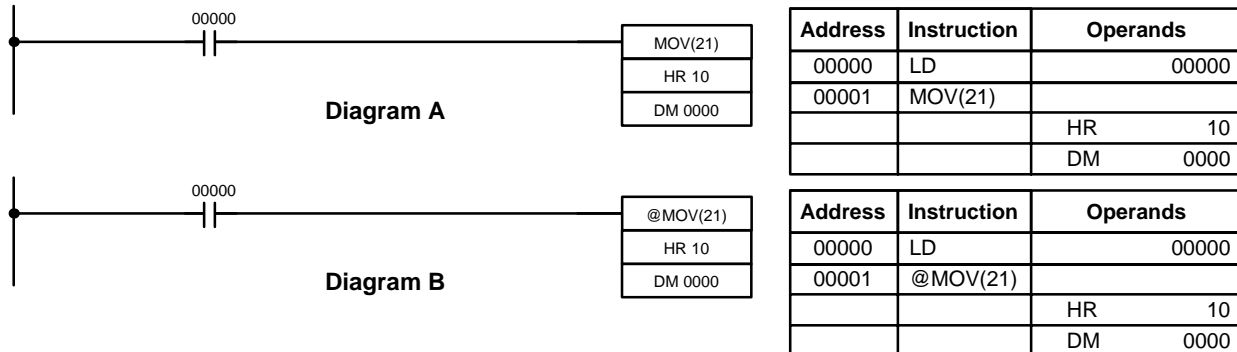 00000
MOV(21)
HR 10
DM 0000
Diagram A
Address Instruction Operands
00000 LD 00000
00001 MOV(21)
HR 10
DM 0000
00000
@MOV(21)
HR 10
DM 0000
Diagram B
Address Instruction Operands
00000 LD 00000
00001 @MOV(21)
HR 10
DM 0000